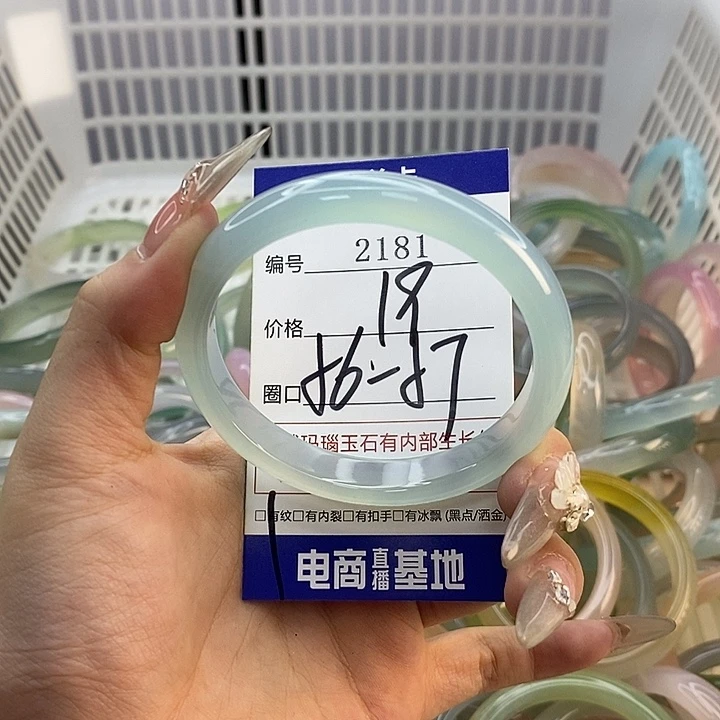 编号 2181
价格 18
圈口 56-57
玛瑙玉石有内部生长
□有纹□有内裂□有扣手□有冰飘(黑点/洒金)
电商直播基地